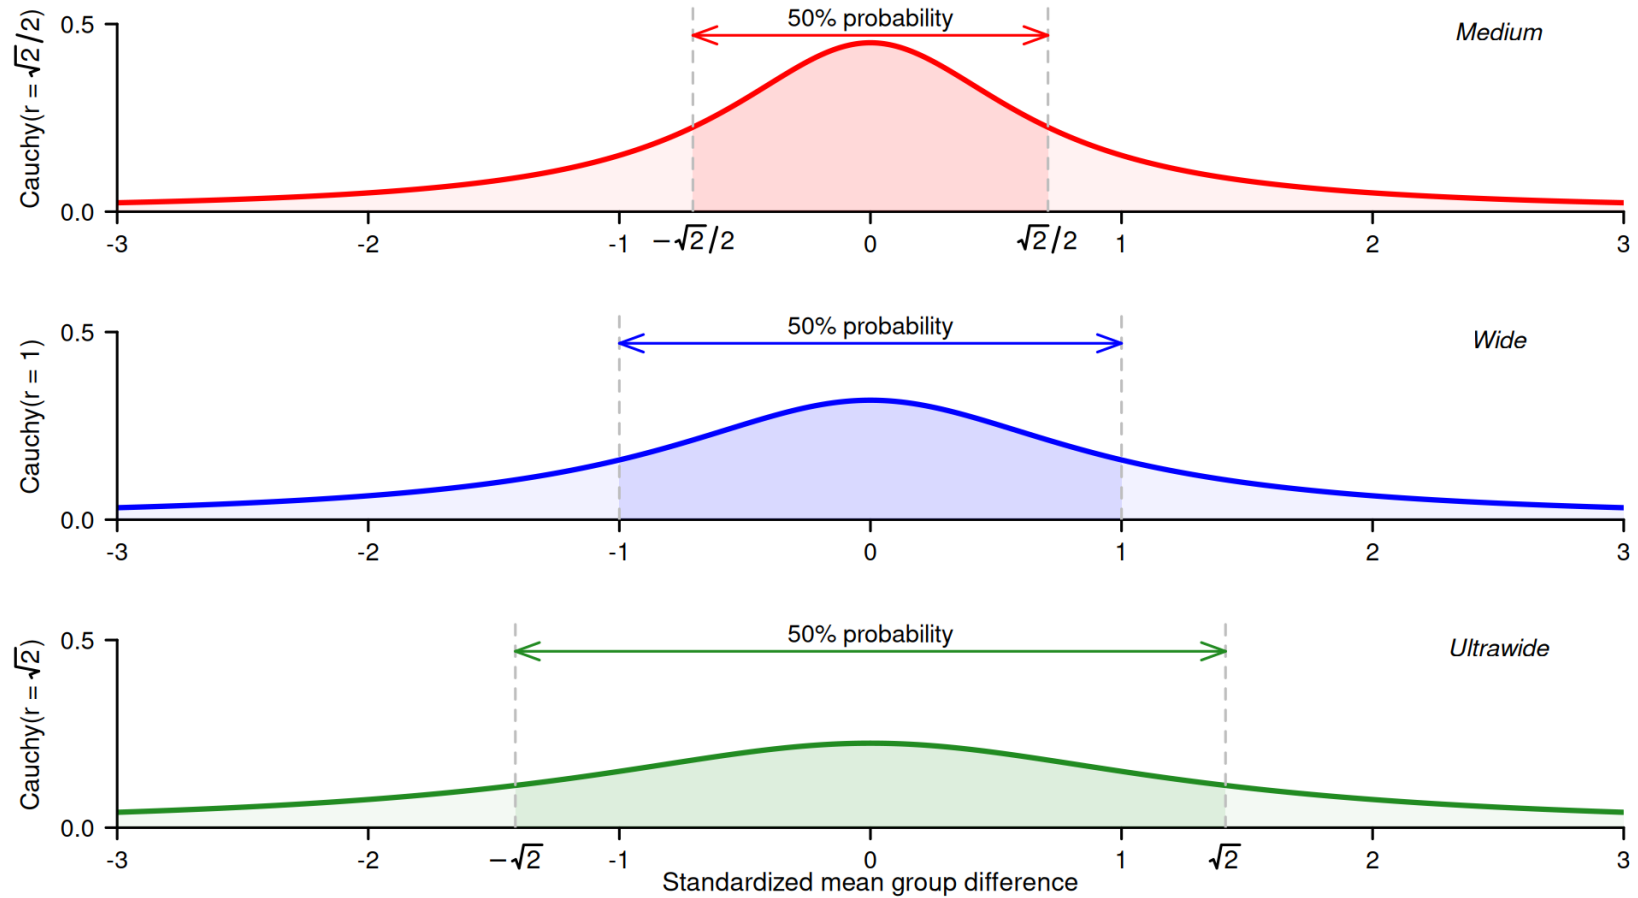 Cauchy(r = √2/2)
0.5
0.0
50% probability
Medium
-3 -2 -1 −√2/2 0 √2/2 1 2 3
Cauchy(r = 1)
0.5
0.0
50% probability
Wide
-3 -2 -1 0 1 2 3
Cauchy(r = √2)
0.5
0.0
50% probability
Ultrawide
-3 -2 −√2 -1 0 1 √2 2 3
Standardized mean group difference